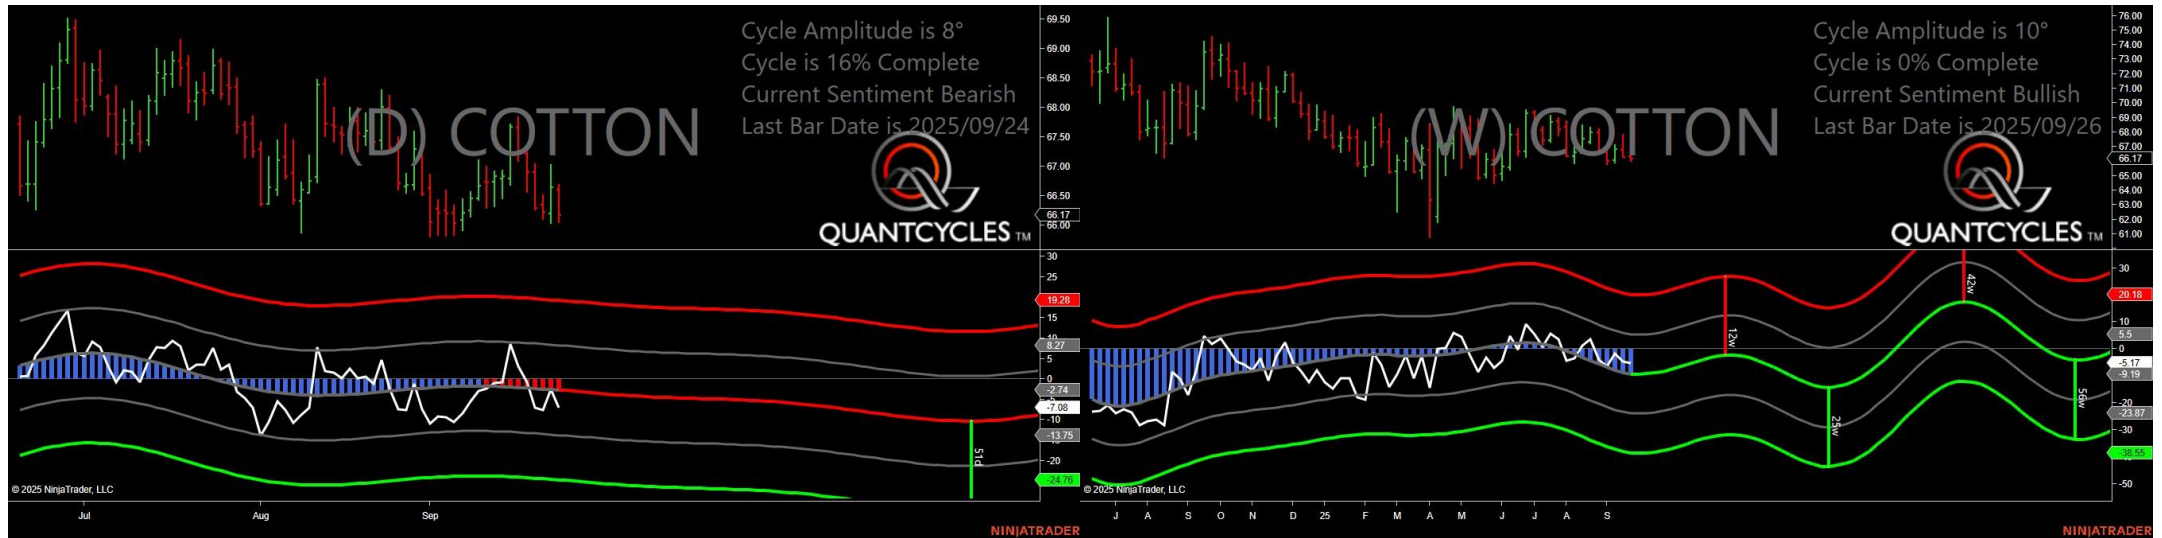 Cycle Amplitude is 8°
Cycle is 16% Complete
Current Sentiment Bearish
Last Bar Date is 2025/09/24
(D) COTTON
QUANTCYCLES TM
69.50
69.00
68.50
68.00
67.50
67.00
66.50
66.17
66.00
30
25
19.28
15
8.27
5
0
-2.74
-7.08
-10
-13.75
-20
-24.76
51d
© 2025 NinjaTrader, LLC
Jul
Aug
Sep
NINJATRADER
Cycle Amplitude is 10°
Cycle is 0% Complete
Current Sentiment Bullish
Last Bar Date is 2025/09/26
(W) COTTON
QUANTCYCLES TM
76.00
75.00
74.00
73.00
72.00
71.00
70.00
69.00
68.00
67.00
66.17
65.00
64.00
63.00
62.00
61.00
30
20.18
10
5.5
0
-5.17
-9.19
-20
-23.87
-30
-38.55
-50
12w
25w
42w
56w
© 2025 NinjaTrader, LLC
J A S O N D 25 F M A M J J A S
NINJATRADER